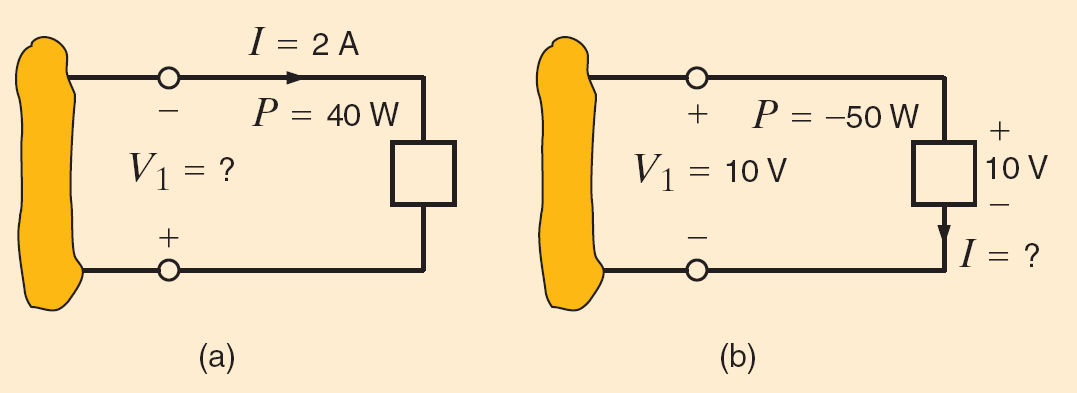 I = 2 A
−
P = 40 W
V₁ = ?
+
(a)
+
P = −50 W
V₁ = 10 V
−
+
10 V
−
I = ?
(b)